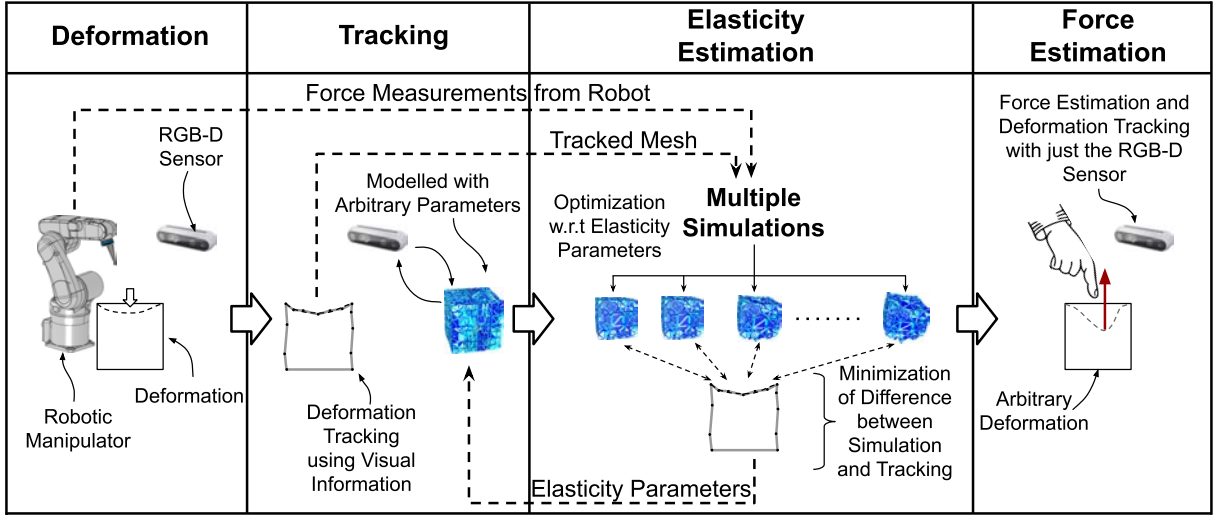 Deformation
Tracking
Elasticity
Estimation
Force
Estimation
Force Measurements from Robot
Tracked Mesh
RGB-D
Sensor
Robotic
Manipulator
Deformation
Modelled with
Arbitrary Parameters
Deformation
Tracking
using Visual
Information
Optimization
w.r.t Elasticity
Parameters
Multiple
Simulations
Minimization
of Difference
between
Simulation
and Tracking
Elasticity Parameters
Force Estimation and
Deformation Tracking
with just the RGB-D
Sensor
Arbitrary
Deformation